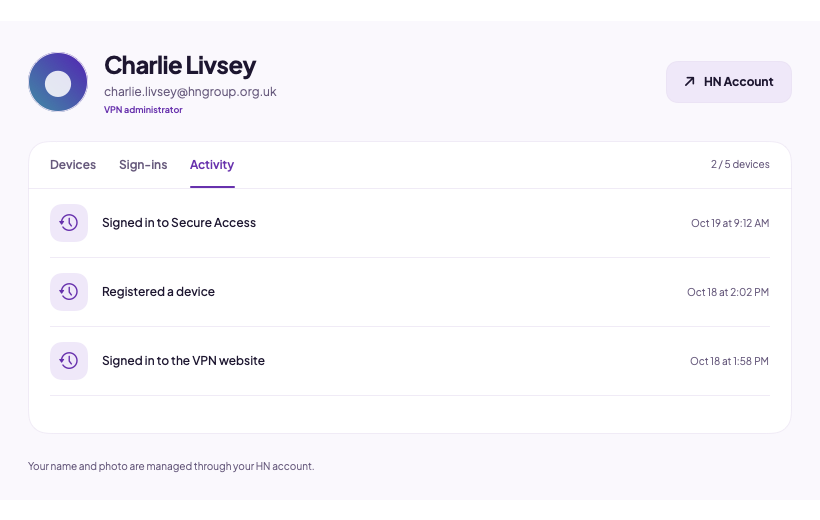 Charlie Livsey
charlie.livsey@hngroup.org.uk
VPN administrator
HN Account
Devices
Sign-ins
Activity
2 / 5 devices
Signed in to Secure Access
Oct 19 at 9:12 AM
Registered a device
Oct 18 at 2:02 PM
Signed in to the VPN website
Oct 18 at 1:58 PM
Your name and photo are managed through your HN account.